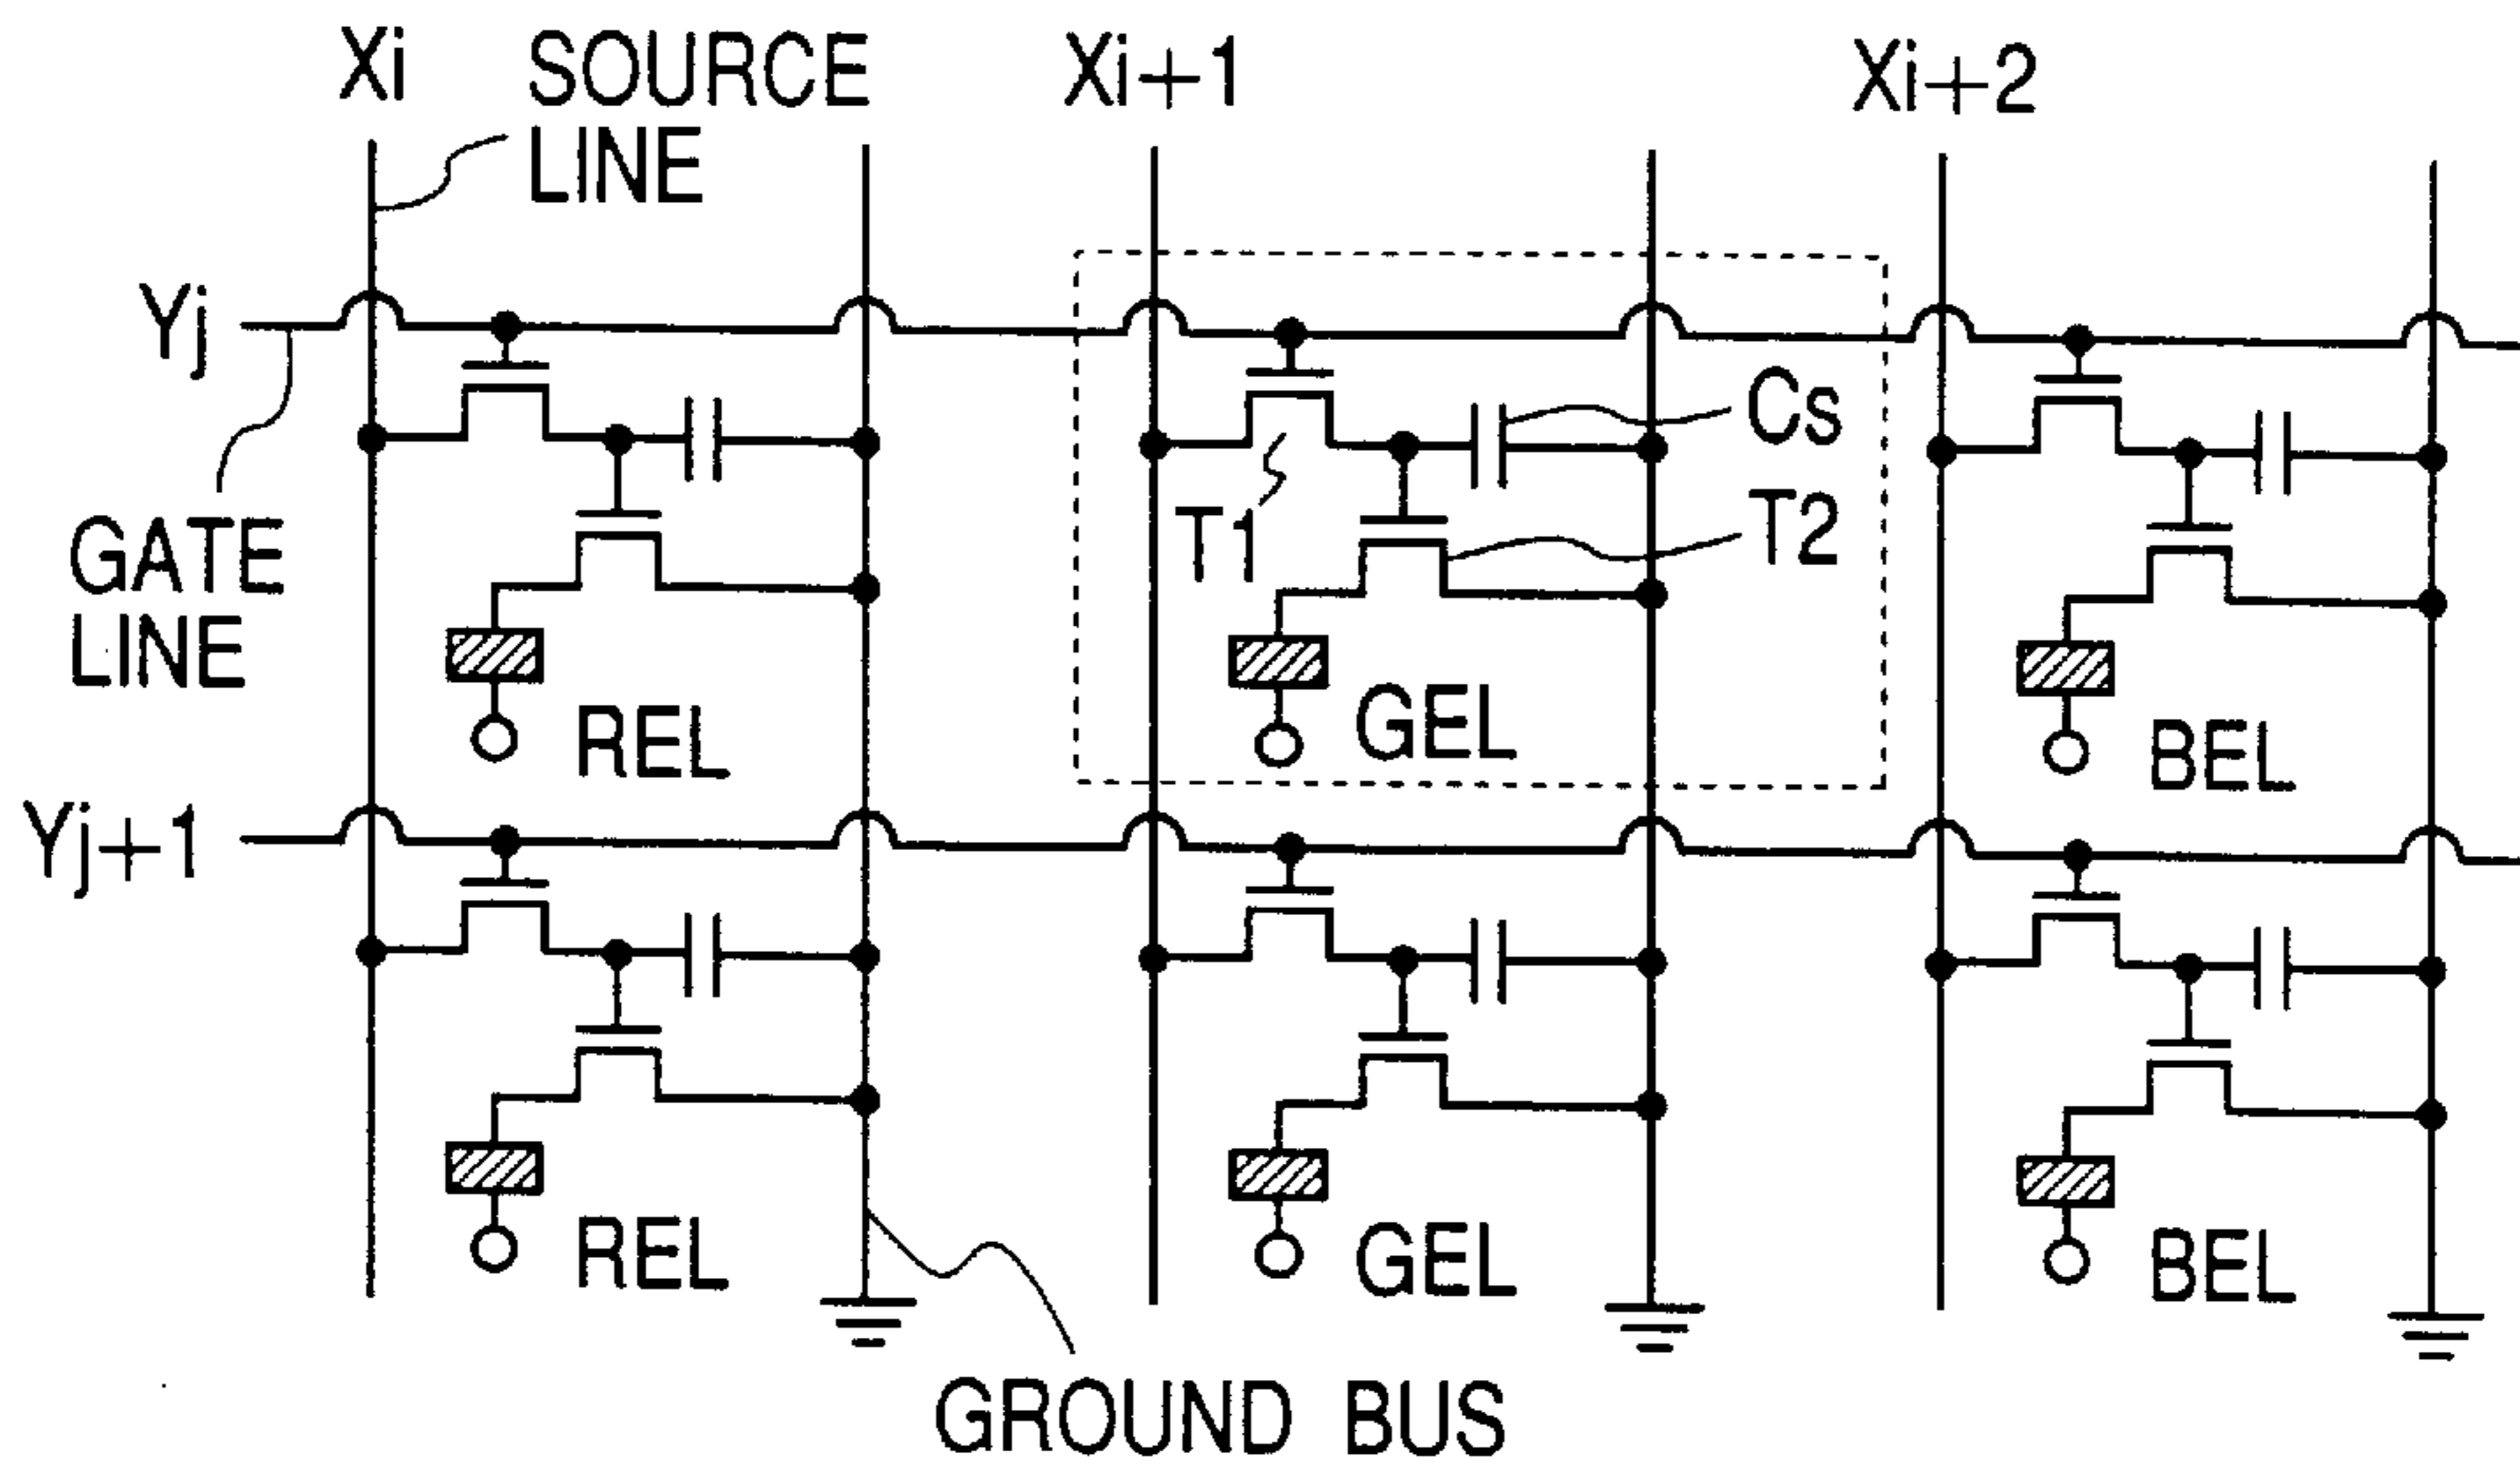 Xi
SOURCE
LINE
Xi+1
Xi+2
Yj
Cs
T1
T2
GATE
LINE
REL
GEL
BEL
Yj+1
REL
GEL
BEL
GROUND BUS